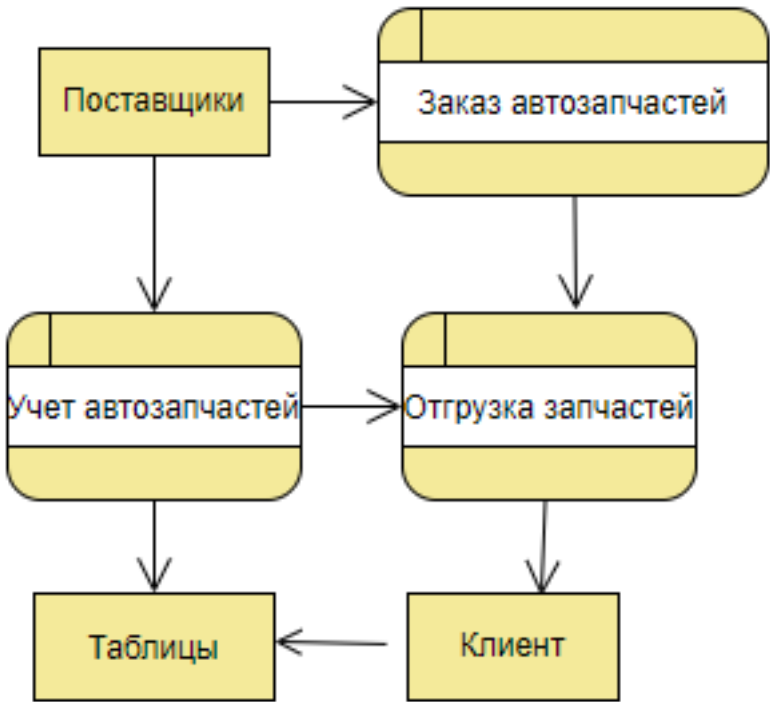 Поставщики
Заказ автозапчастей
Учет автозапчастей
Отгрузка запчастей
Таблицы
Клиент